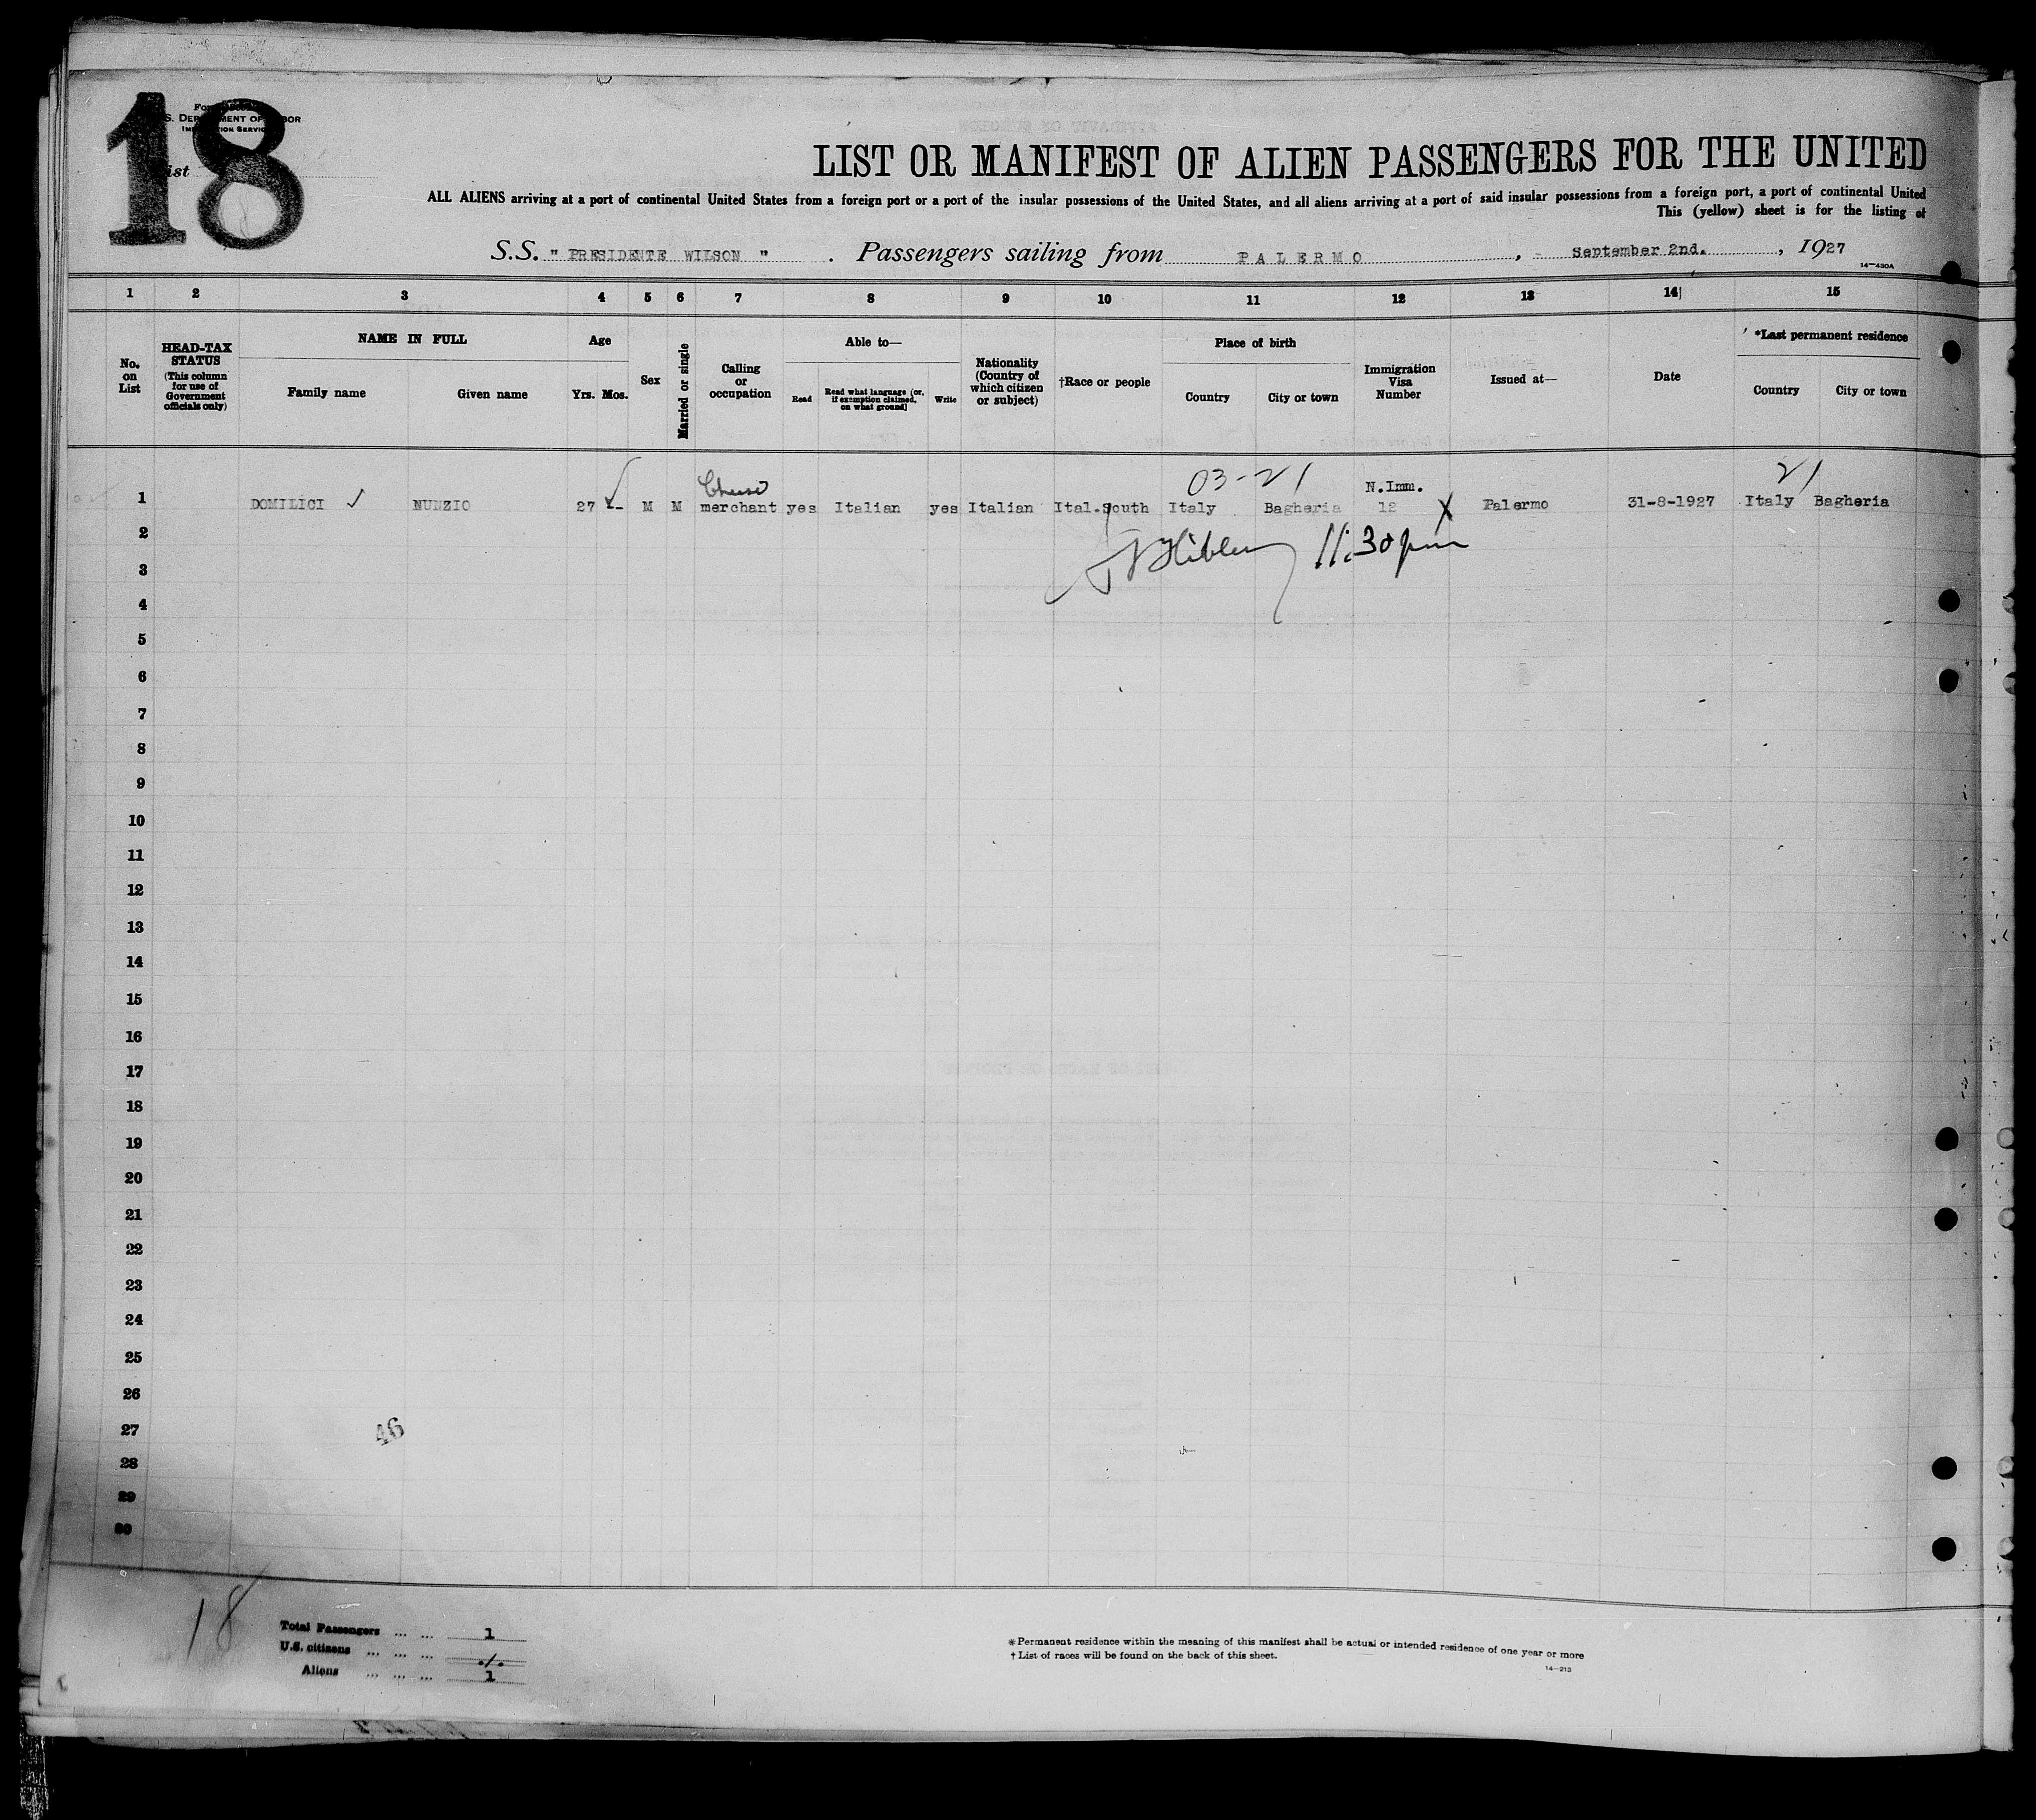 18
LIST OR MANIFEST OF ALIEN PASSENGERS FOR THE UNITED
ALL ALIENS arriving at a port of continental United States from a foreign port or a port of the insular possessions of the United States, and all aliens arriving at a port of said insular possessions from a foreign port, a port of continental United
This (yellow) sheet is for the listing of
S.S. " PRESIDENTE WILSON " . Passengers sailing from PALERMO , September 2nd. , 1927
14-430A
1 2 3 4 5 6 7 8 9 10 11 12 13 14 15
No. on List
HEAD-TAX STATUS (This column for use of Government officials only)
NAME IN FULL
Family name Given name
Age
Yrs. Mos.
Sex
Married or single
Calling or occupation
Able to—
Read Read what language [or, if exemption claimed, on what ground] Write
Nationality (Country of which citizen or subject)
†Race or people
Place of birth
Country City or town
Immigration Visa Number
Issued at—
Date
*Last permanent residence
Country City or town
Cheese 03-21 N.Imm. 21
1 DOMILICI ✓ NUNZIO 27 M M merchant yes Italian yes Italian Ital.South Italy Bagheria 12 X Palermo 31-8-1927 Italy Bagheria
11:30 pm
2
3
4
5
6
7
8
9
10
11
12
13
14
15
16
17
18
19
20
21
22
23
24
25
26
27
46
28
29
30
18
Total Passengers ... ... 1
U.S. citizens ... ... ... ./.
Aliens ... ... ... 1
*Permanent residence within the meaning of this manifest shall be actual or intended residence of one year or more
† List of races will be found on the back of this sheet.
14-213